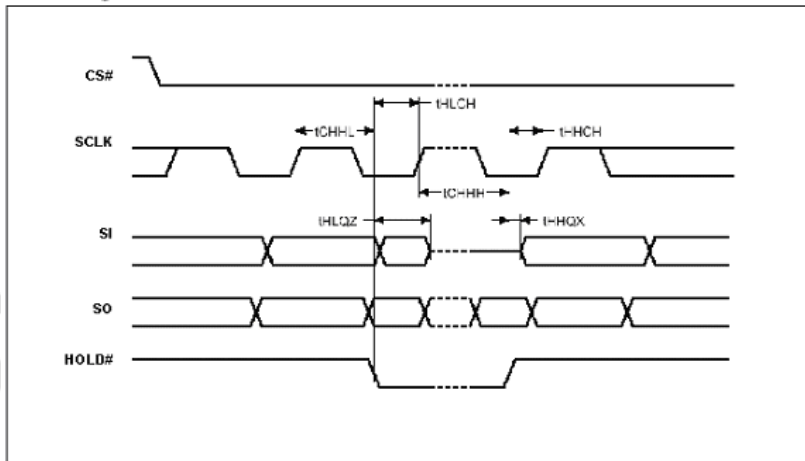 CS#
tHLCH
tCHHL
tHHCH
SCLK
tCHHH
tHLQZ
tHHQX
SI
SO
HOLD#